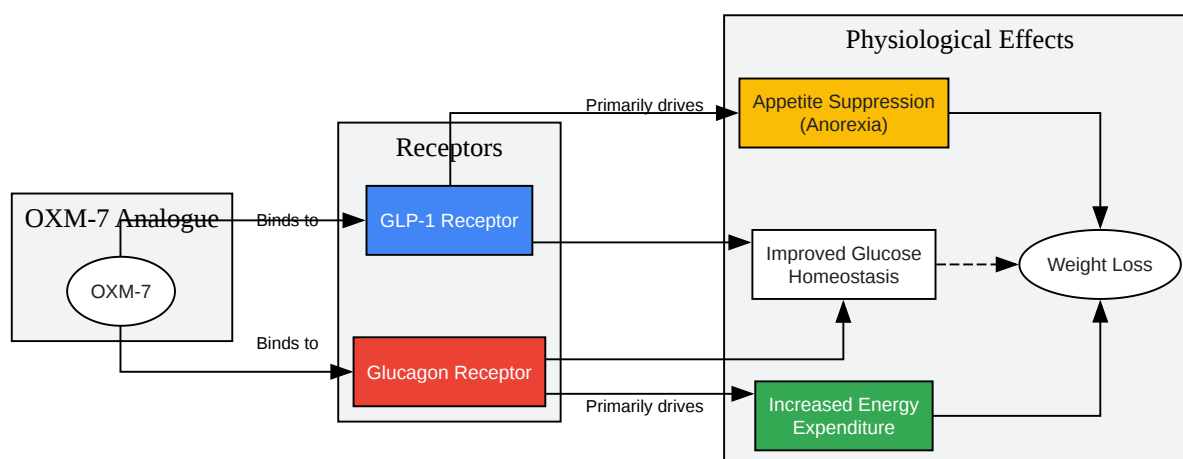 Physiological Effects
Primarily drives
Appetite Suppression
(Anorexia)
Receptors
OXM-7 Analogue
Binds to
GLP-1 Receptor
Improved Glucose
Homeostasis
Weight Loss
OXM-7
Binds to
Glucagon Receptor
Primarily drives
Increased Energy
Expenditure